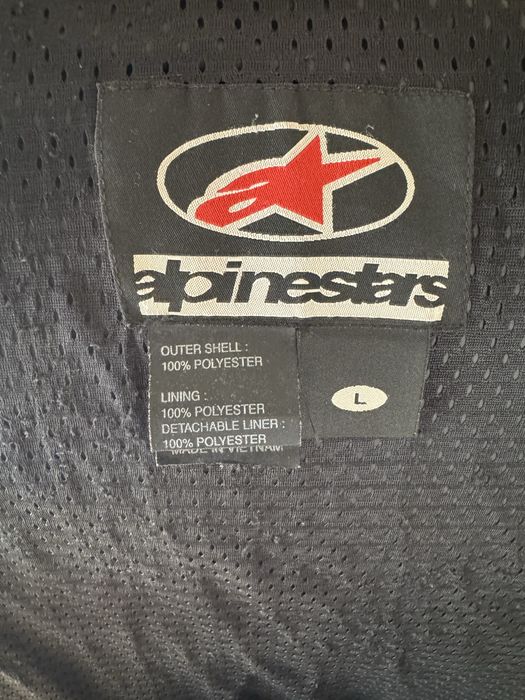 alpinestars
OUTER SHELL :
100% POLYESTER
LINING :
100% POLYESTER
DETACHABLE LINER :
100% POLYESTER
MADE IN VIETNAM
L